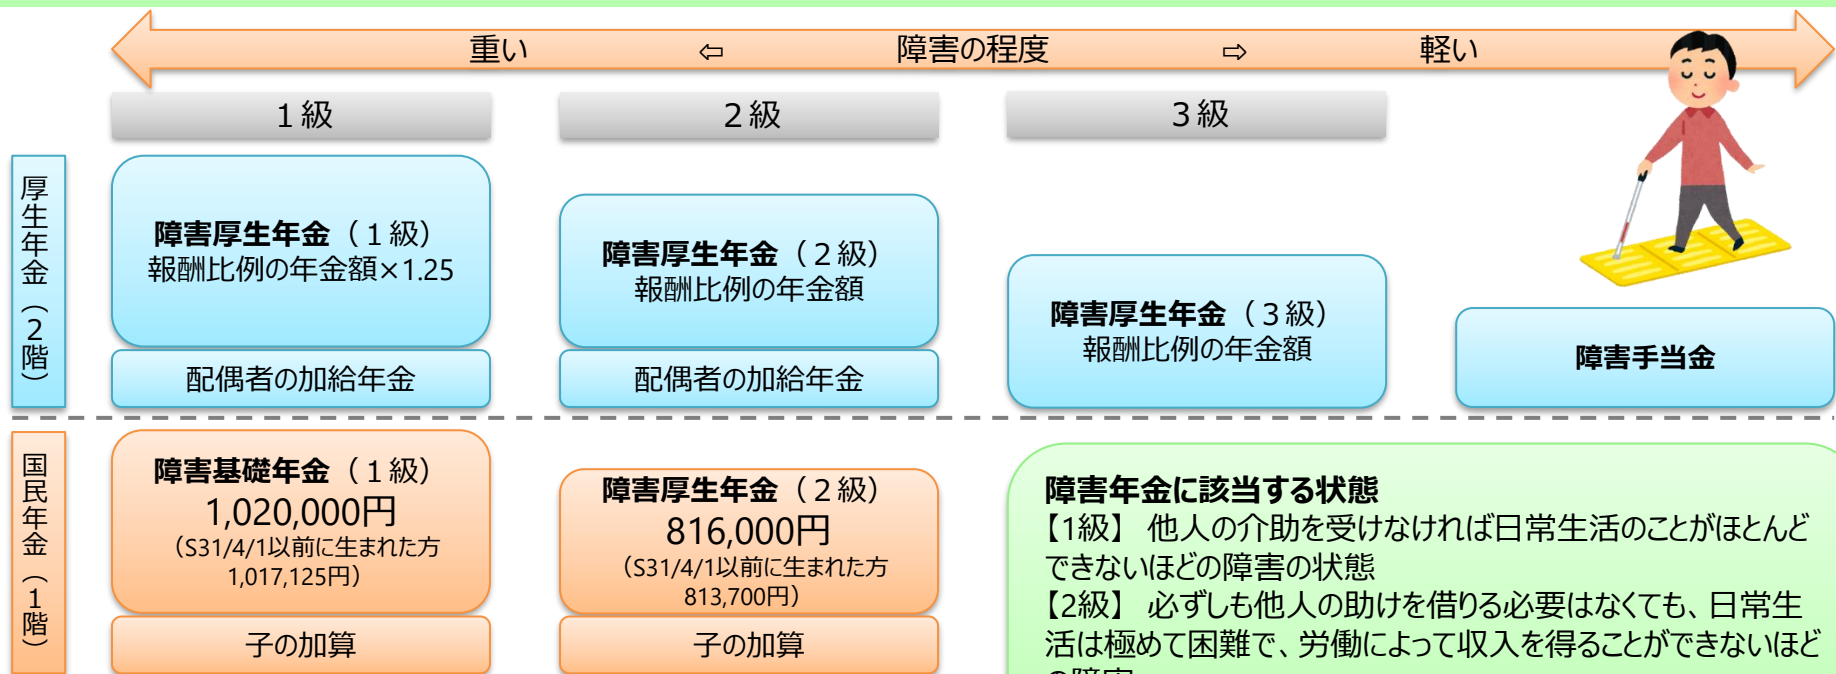 重い ⇦ 障害の程度 ⇨ 軽い
１級
２級
３級
厚生年金（2階）
障害厚生年金（１級）
報酬比例の年金額×1.25
配偶者の加給年金
障害厚生年金（２級）
報酬比例の年金額
配偶者の加給年金
障害厚生年金（３級）
報酬比例の年金額
障害手当金
国民年金（1階）
障害基礎年金（１級）
1,020,000円
（S31/4/1以前に生まれた方
1,017,125円）
子の加算
障害厚生年金（２級）
816,000円
（S31/4/1以前に生まれた方
813,700円）
子の加算
障害年金に該当する状態
【1級】 他人の介助を受けなければ日常生活のことがほとんど
できないほどの障害の状態
【2級】 必ずしも他人の助けを借りる必要はなくても、日常生
活は極めて困難で、労働によって収入を得ることができないほど